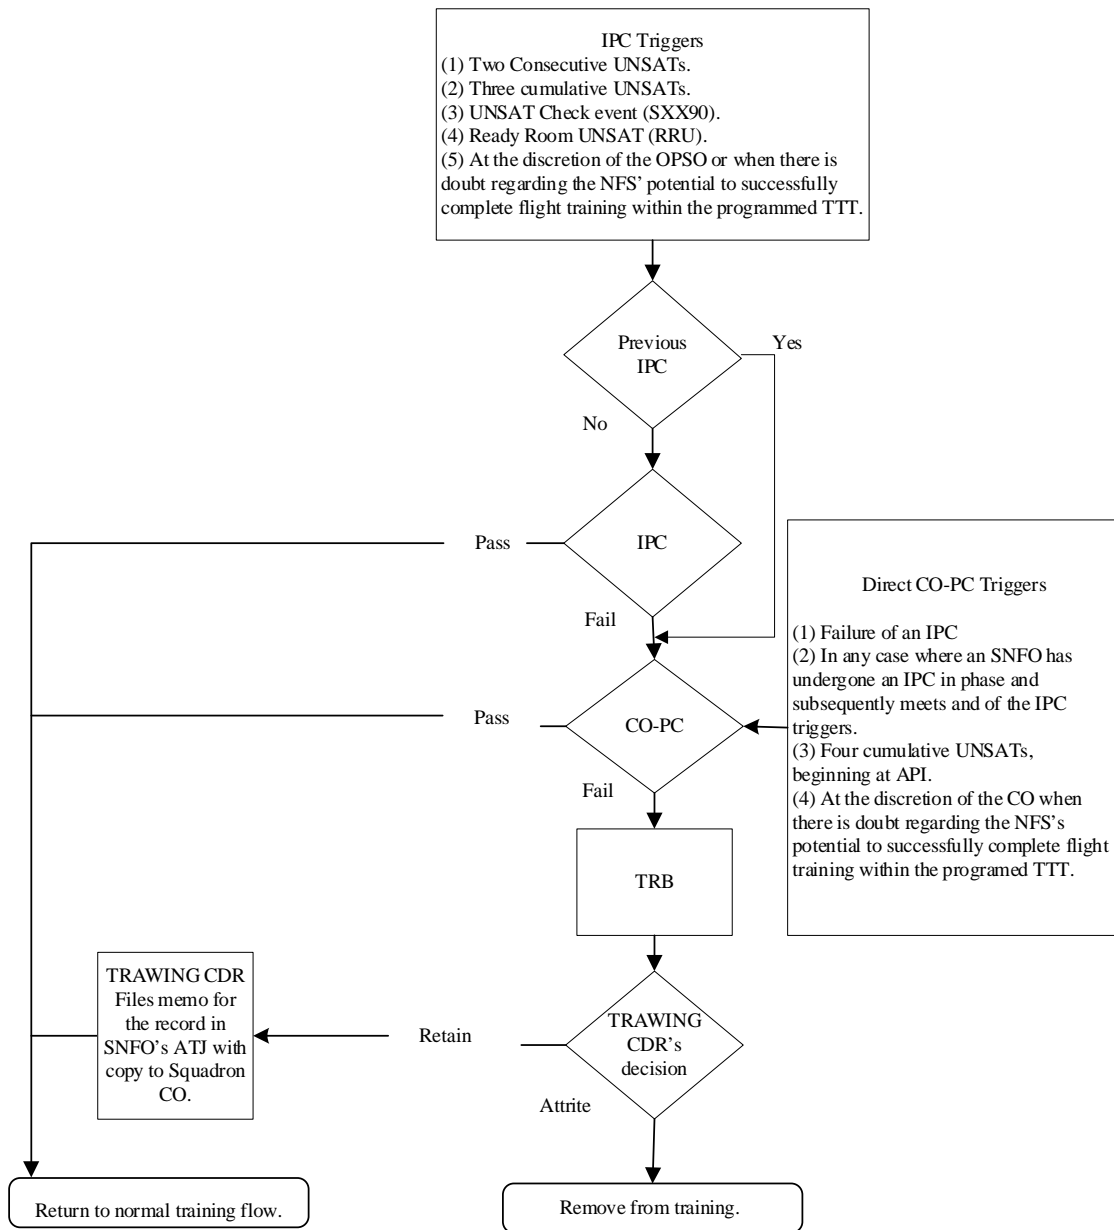 IPC Triggers
(1) Two Consecutive UNSATs.
(2) Three cumulative UNSATs.
(3) UNSAT Check event (SXX90).
(4) Ready Room UNSAT (RRU).
(5) At the discretion of the OPSO or when there is
doubt regarding the NFS’ potential to successfully
complete flight training within the programmed TTT.
Previous
IPC
Yes
No
IPC
Pass
Fail
Direct CO-PC Triggers
(1) Failure of an IPC
(2) In any case where an SNFO has
undergone an IPC in phase and
subsequently meets and of the IPC
triggers.
(3) Four cumulative UNSATs,
beginning at API.
(4) At the discretion of the CO when
there is doubt regarding the NFS’s
potential to successfully complete flight
training within the programed TTT.
CO-PC
Pass
Fail
TRB
TRAWING
CDR’s
decision
Retain
Attrite
TRAWING CDR
Files memo for
the record in
SNFO’s ATJ with
copy to Squadron
CO.
Return to normal training flow.
Remove from training.